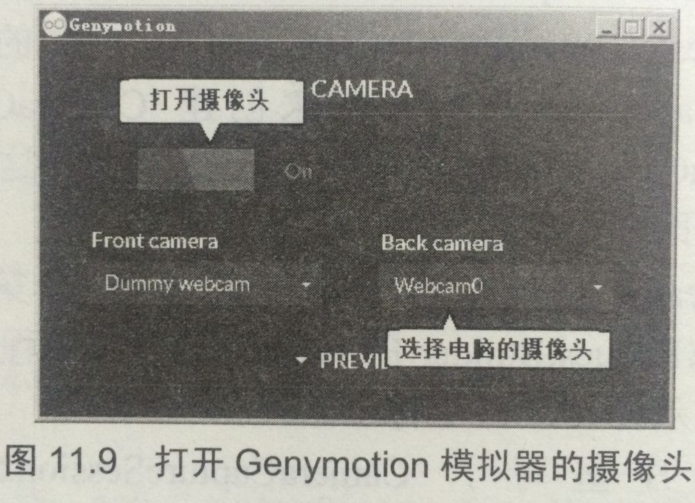 Genymotion
打开摄像头
CAMERA
On
Front camera
Back camera
Dummy webcam
Webcam0
选择电脑的摄像头
图 11.9 打开 Genymotion 模拟器的摄像头